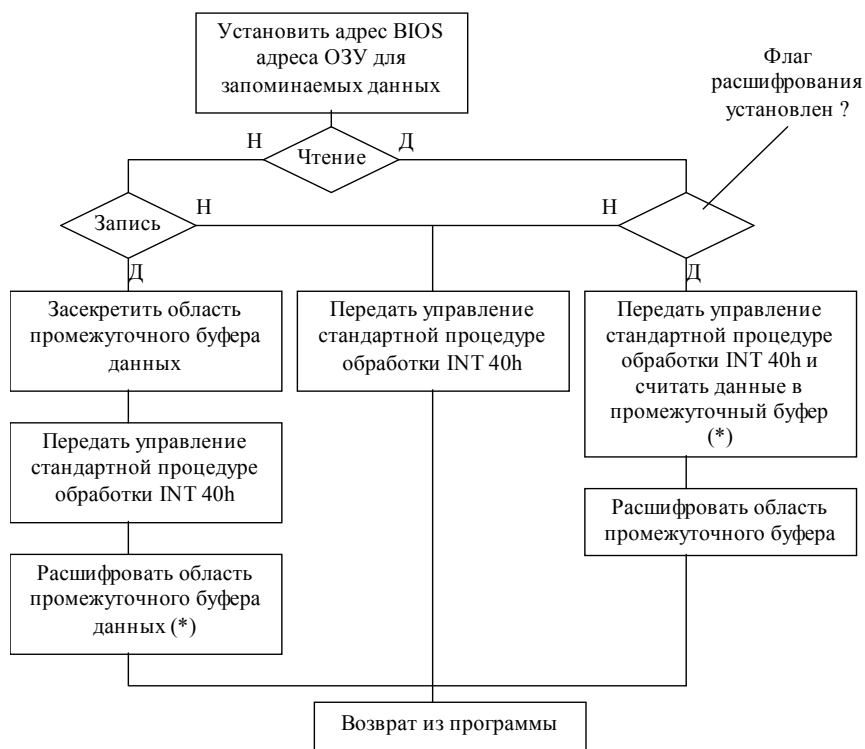 Установить адрес BIOS
адреса ОЗУ для
запоминаемых данных
Флаг
расшифрования
установлен ?
Н
Чтение
Д
Запись
Н
Н
Д
Д
Засекретить область
промежуточного буфера
данных
Передать управление
стандартной процедуре
обработки INT 40h
Передать управление
стандартной процедуре
обработки INT 40h и
считать данные в
промежуточный буфер
(*)
Передать управление
стандартной процедуре
обработки INT 40h
Расшифровать область
промежуточного буфера
Расшифровать область
промежуточного буфера
данных (*)
Возврат из программы